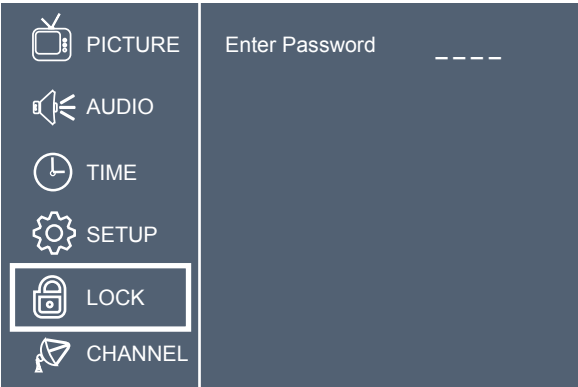 PICTURE
Enter Password _ _ _ _
AUDIO
TIME
SETUP
LOCK
CHANNEL